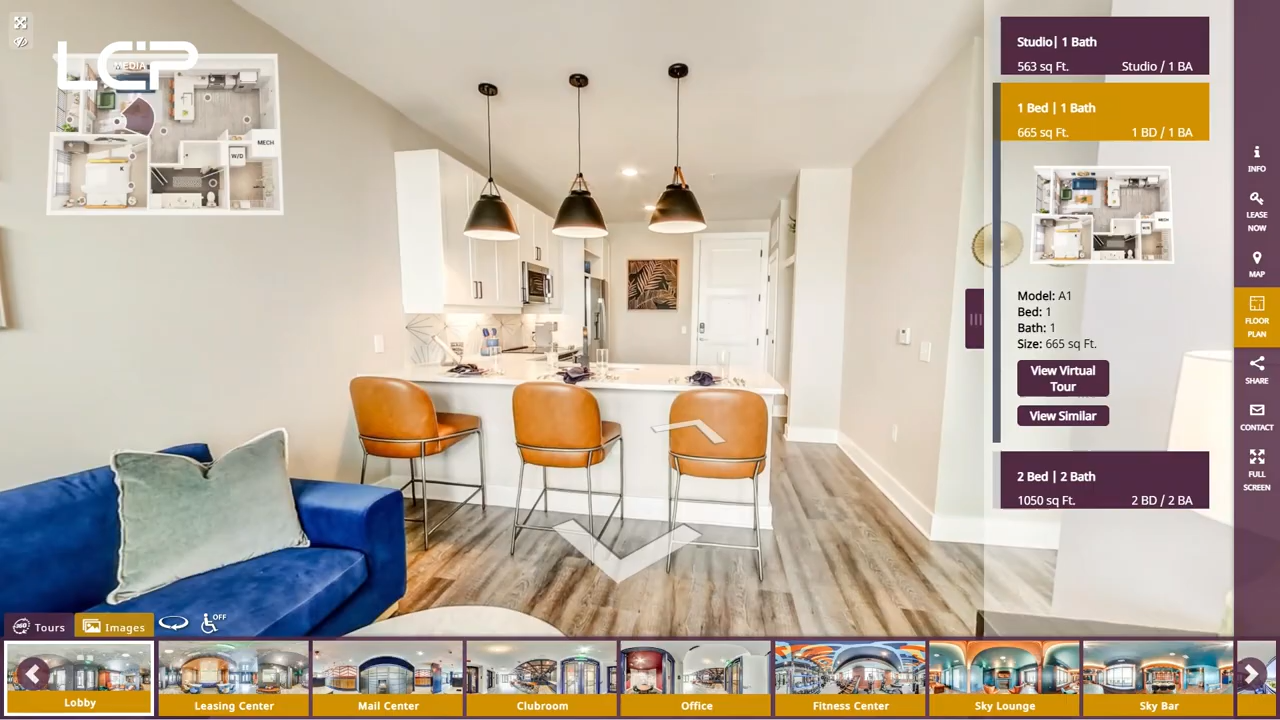 LCP
MEDIA
MECH
W/D
K
Studio| 1 Bath
563 sq Ft. Studio / 1 BA
1 Bed | 1 Bath
665 sq Ft. 1 BD / 1 BA
MECH
Model: A1
Bed: 1
Bath: 1
Size: 665 sq Ft.
View Virtual
Tour
View Similar
2 Bed | 2 Bath
1050 sq Ft. 2 BD / 2 BA
INFO
LEASE
NOW
MAP
FLOOR
PLAN
SHARE
CONTACT
FULL
SCREEN
360 Tours Images OFF
Lobby Leasing Center Mail Center Clubroom Office Fitness Center Sky Lounge Sky Bar